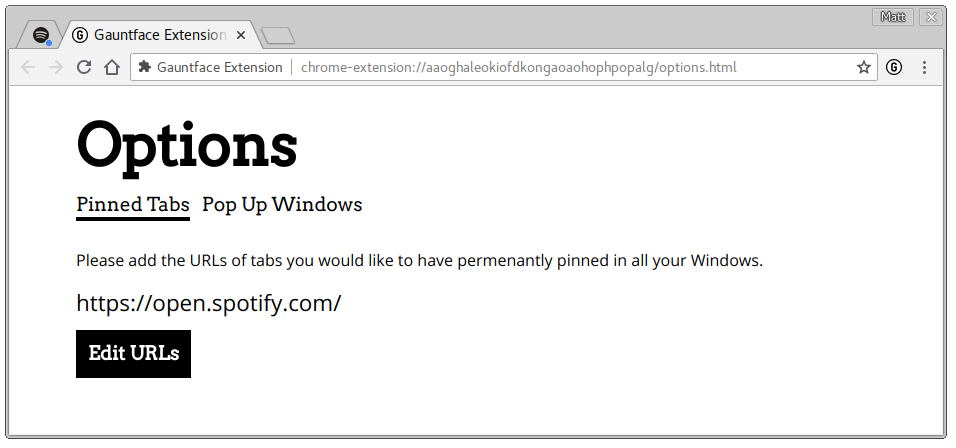 Matt
Gauntface Extension
Gauntface Extension chrome-extension://aaoghaleokiofdkongaoaohophpopalg/options.html
Options
Pinned Tabs Pop Up Windows
Please add the URLs of tabs you would like to have permenantly pinned in all your Windows.
https://open.spotify.com/
Edit URLs